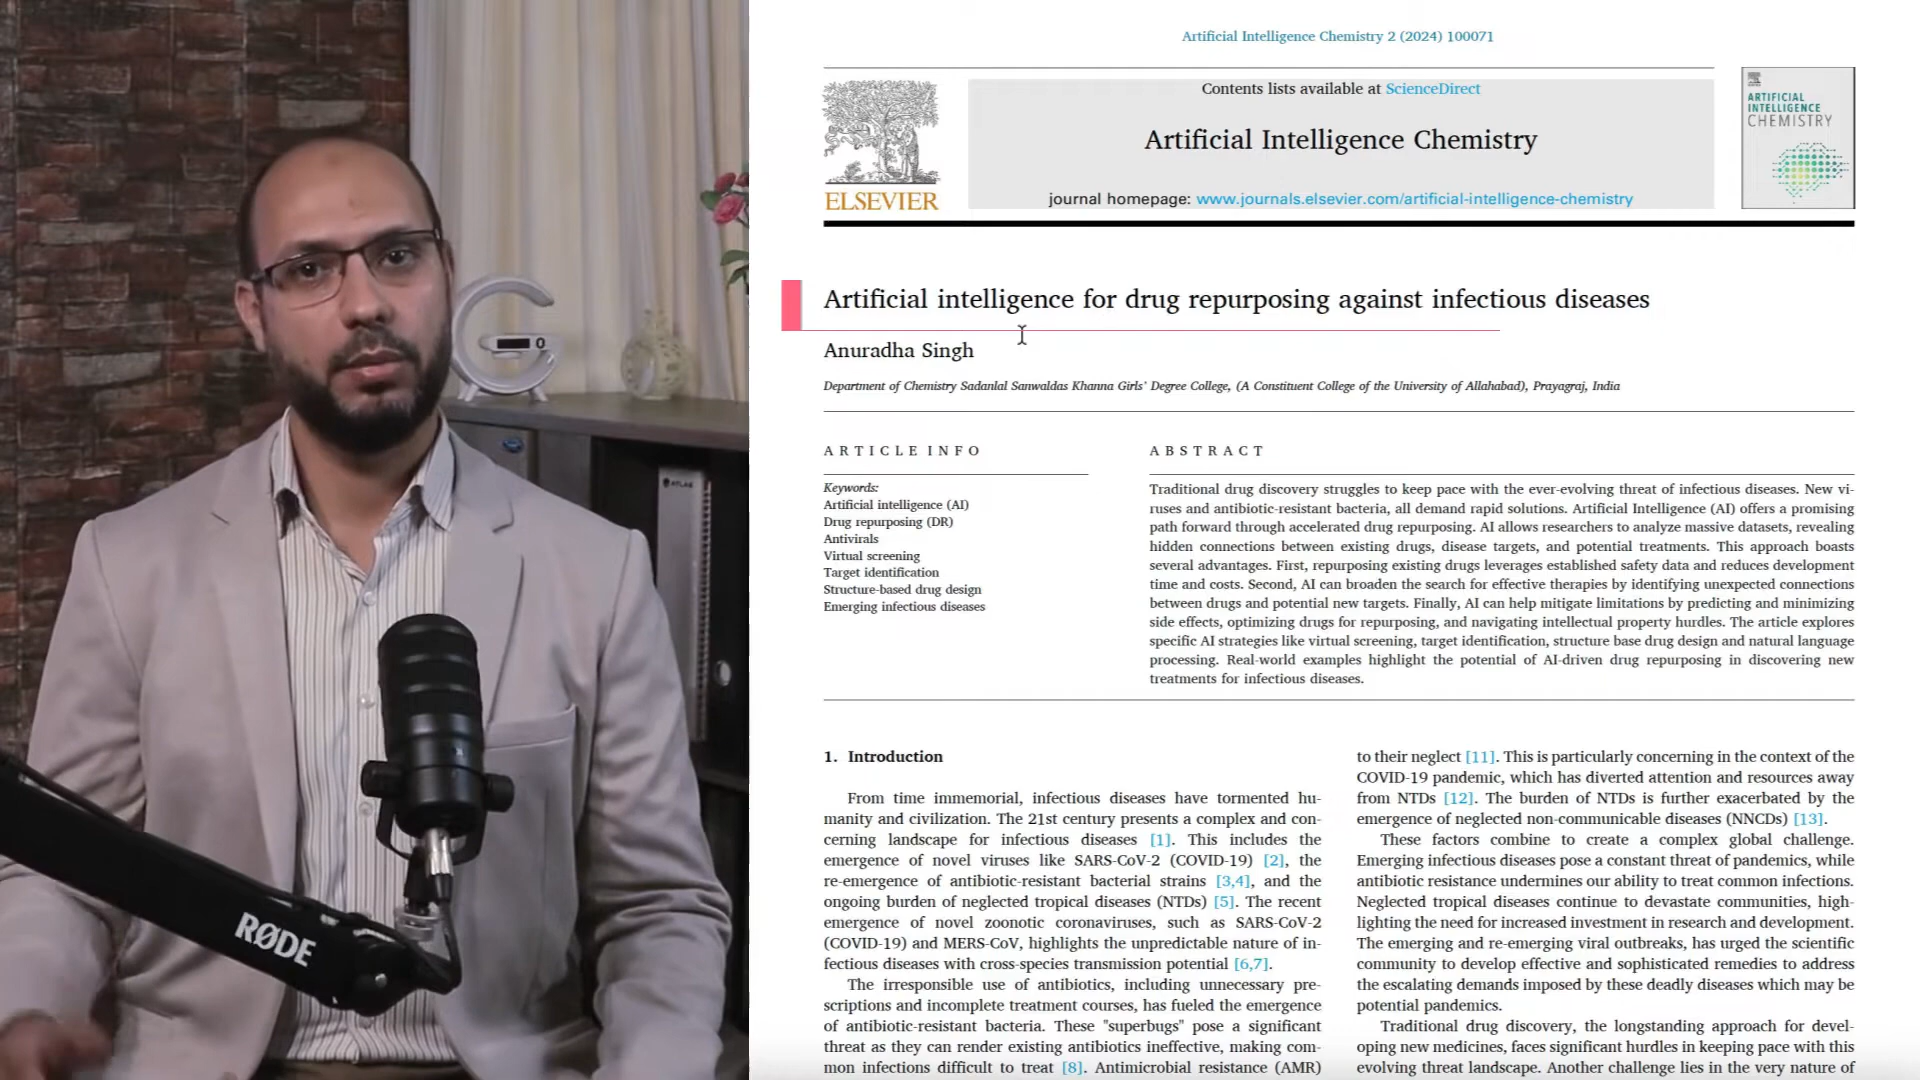 Artificial Intelligence Chemistry 2 (2024) 100071
Contents lists available at ScienceDirect
ARTIFICIAL
INTELLIGENCE
CHEMISTRY
Artificial Intelligence Chemistry
ELSEVIER
journal homepage: www.journals.elsevier.com/artificial-intelligence-chemistry
Artificial intelligence for drug repurposing against infectious diseases
Anuradha Singh
Department of Chemistry Sadanlal Sanwaldas Khanna Girls' Degree College, (A Constituent College of the University of Allahabad), Prayagraj, India
ARTICLE INFO
Keywords:
Artificial intelligence (AI)
Drug repurposing (DR)
Antivirals
Virtual screening
Target identification
Structure-based drug design
Emerging infectious diseases
ABSTRACT
Traditional drug discovery struggles to keep pace with the ever-evolving threat of infectious diseases. New vi-
ruses and antibiotic-resistant bacteria, all demand rapid solutions. Artificial Intelligence (AI) offers a promising
path forward through accelerated drug repurposing. AI allows researchers to analyze massive datasets, revealing
hidden connections between existing drugs, disease targets, and potential treatments. This approach boasts
several advantages. First, repurposing existing drugs leverages established safety data and reduces development
time and costs. Second, AI can broaden the search for effective therapies by identifying unexpected connections
between drugs and potential new targets. Finally, AI can help mitigate limitations by predicting and minimizing
side effects, optimizing drugs for repurposing, and navigating intellectual property hurdles. The article explores
specific AI strategies like virtual screening, target identification, structure base drug design and natural language
processing. Real-world examples highlight the potential of AI-driven drug repurposing in discovering new
treatments for infectious diseases.
1. Introduction
From time immemorial, infectious diseases have tormented hu-
manity and civilization. The 21st century presents a complex and con-
cerning landscape for infectious diseases [1]. This includes the
emergence of novel viruses like SARS-CoV-2 (COVID-19) [2], the
re-emergence of antibiotic-resistant bacterial strains [3,4], and the
ongoing burden of neglected tropical diseases (NTDs) [5]. The recent
emergence of novel zoonotic coronaviruses, such as SARS-CoV-2
(COVID-19) and MERS-CoV, highlights the unpredictable nature of in-
fectious diseases with cross-species transmission potential [6,7].
The irresponsible use of antibiotics, including unnecessary pre-
scriptions and incomplete treatment courses, has fueled the emergence
of antibiotic-resistant bacteria. These "superbugs" pose a significant
threat as they can render existing antibiotics ineffective, making com-
mon infections difficult to treat [8]. Antimicrobial resistance (AMR)
to their neglect [11]. This is particularly concerning in the context of the
COVID-19 pandemic, which has diverted attention and resources away
from NTDs [12]. The burden of NTDs is further exacerbated by the
emergence of neglected non-communicable diseases (NNCDs) [13].
These factors combine to create a complex global challenge.
Emerging infectious diseases pose a constant threat of pandemics, while
antibiotic resistance undermines our ability to treat common infections.
Neglected tropical diseases continue to devastate communities, high-
lighting the need for increased investment in research and development.
The emerging and re-emerging viral outbreaks, has urged the scientific
community to develop effective and sophisticated remedies to address
the escalating demands imposed by these deadly diseases which may be
potential pandemics.
Traditional drug discovery, the longstanding approach for devel-
oping new medicines, faces significant hurdles in keeping pace with this
evolving threat landscape. Another challenge lies in the very nature of
ATLAS
RØDE